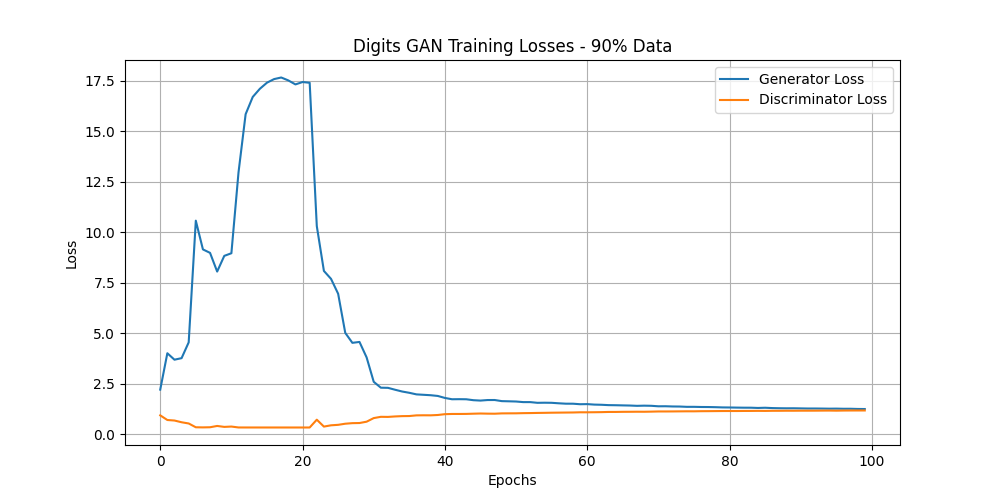 Digits GAN Training Losses - 90% Data
Generator Loss
Discriminator Loss
17.5
15.0
12.5
10.0
7.5
5.0
2.5
0.0
Loss
0 20 40 60 80 100
Epochs